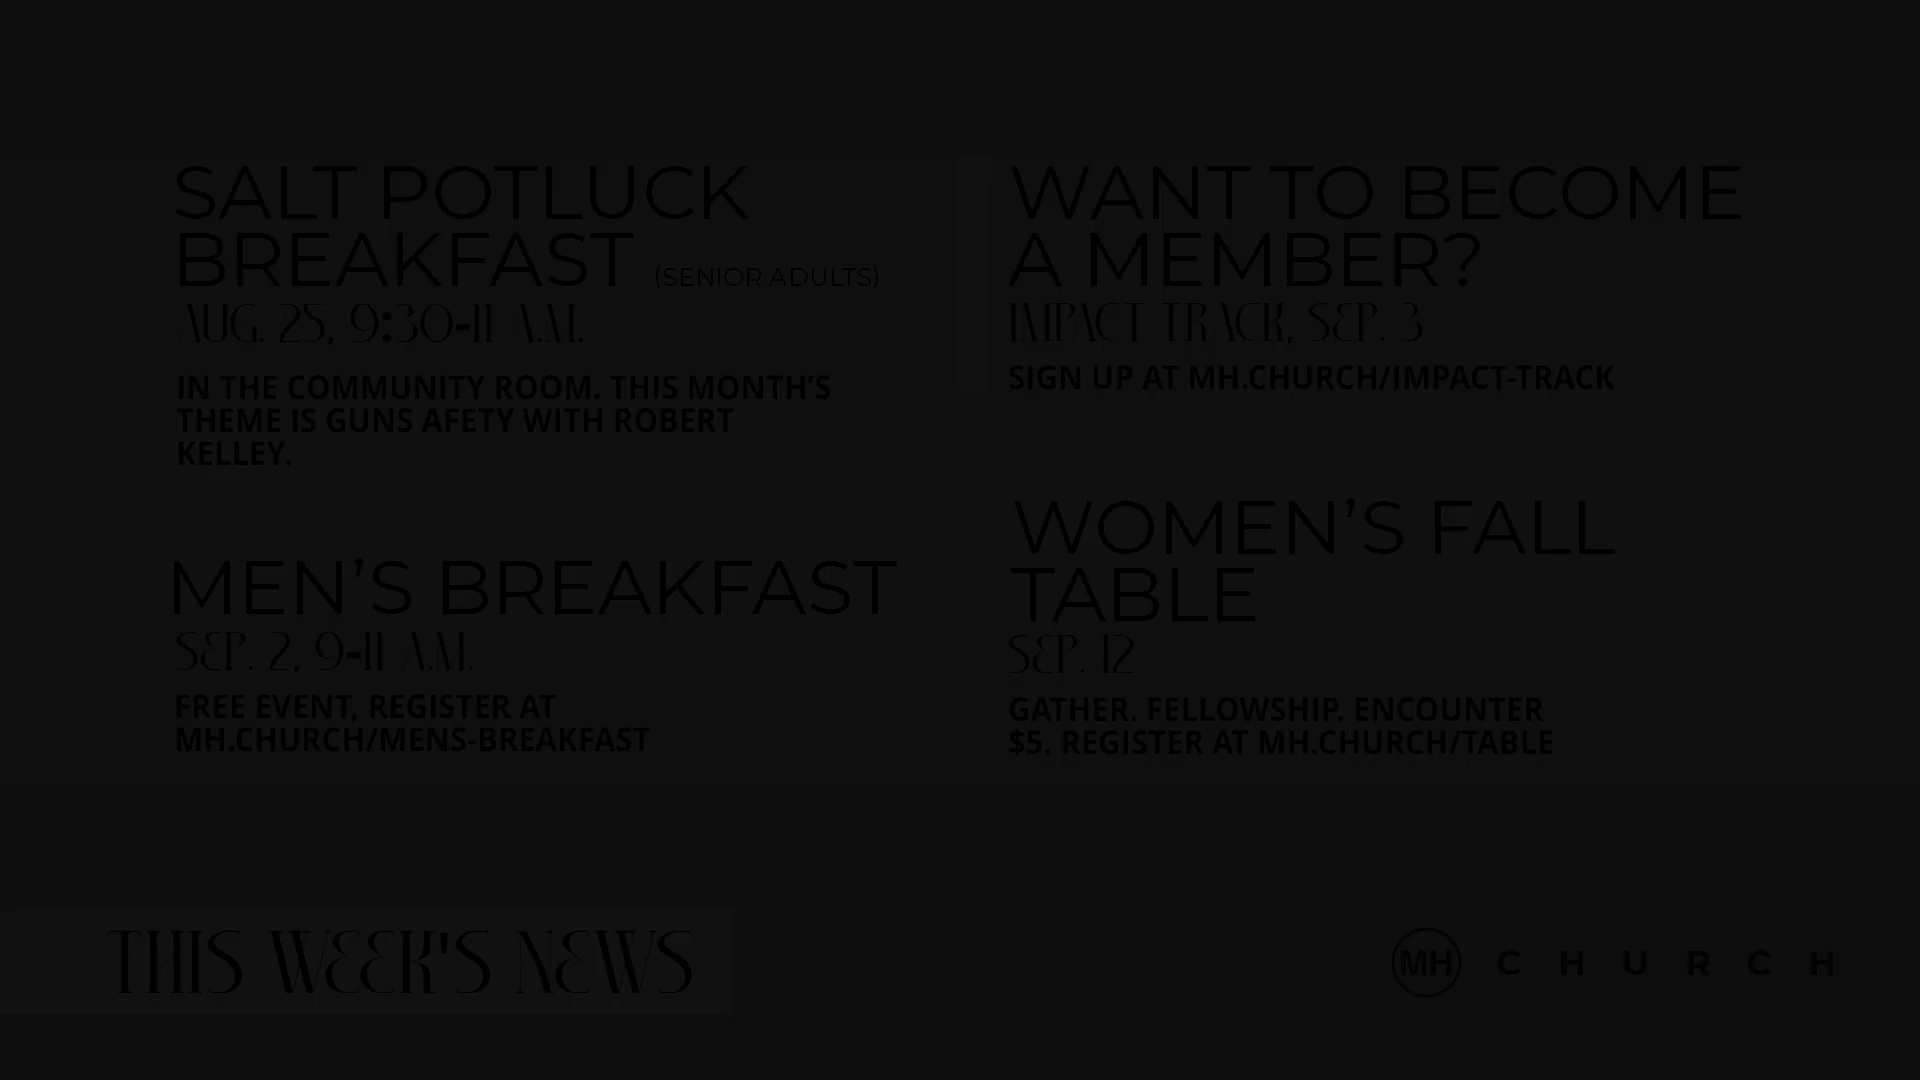 SALT POTLUCK
BREAKFAST (SENIOR ADULTS)
AUG. 25, 9:30-11 A.M.
IN THE COMMUNITY ROOM. THIS MONTH'S
THEME IS GUNS AFETY WITH ROBERT
KELLEY.
MEN'S BREAKFAST
SEP. 2, 9-11 A.M.
FREE EVENT, REGISTER AT
MH.CHURCH/MENS-BREAKFAST
WANT TO BECOME
A MEMBER?
IMPACT TRACK, SEP. 3
SIGN UP AT MH.CHURCH/IMPACT-TRACK
WOMEN'S FALL
TABLE
SEP. 12
GATHER. FELLOWSHIP. ENCOUNTER
$5. REGISTER AT MH.CHURCH/TABLE
THIS WEEK'S NEWS
MH CHURCH